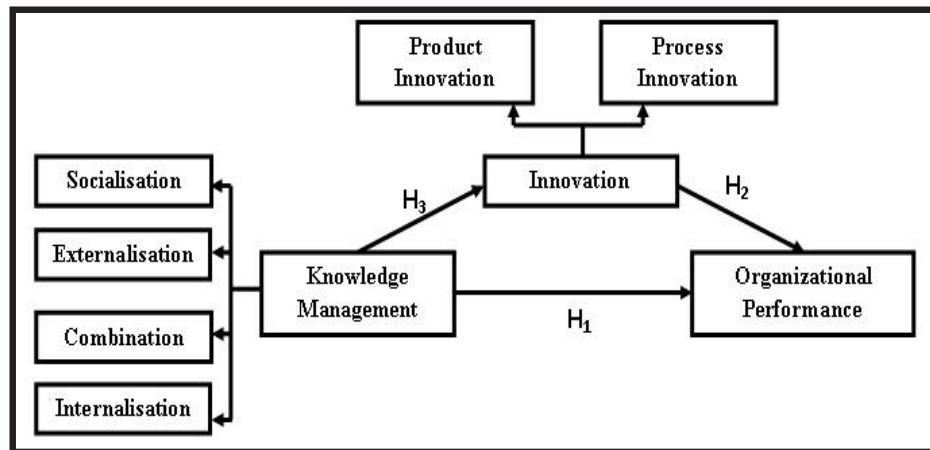 Product
Innovation
Process
Innovation
Socialisation
Innovation
H3
H2
Externalisation
Knowledge
Management
Organizational
Performance
H1
Combination
Internalisation